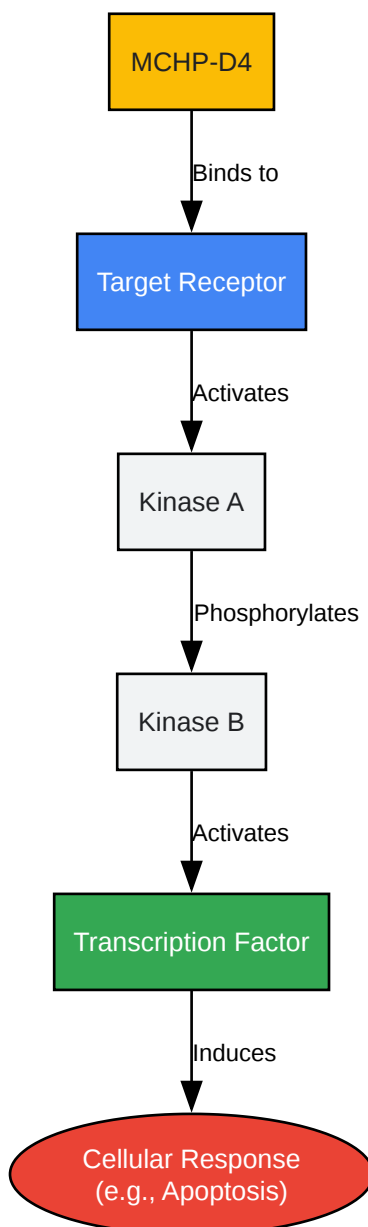 MCHP-D4
Binds to
Target Receptor
Activates
Kinase A
Phosphorylates
Kinase B
Activates
Transcription Factor
Induces
Cellular Response
(e.g., Apoptosis)